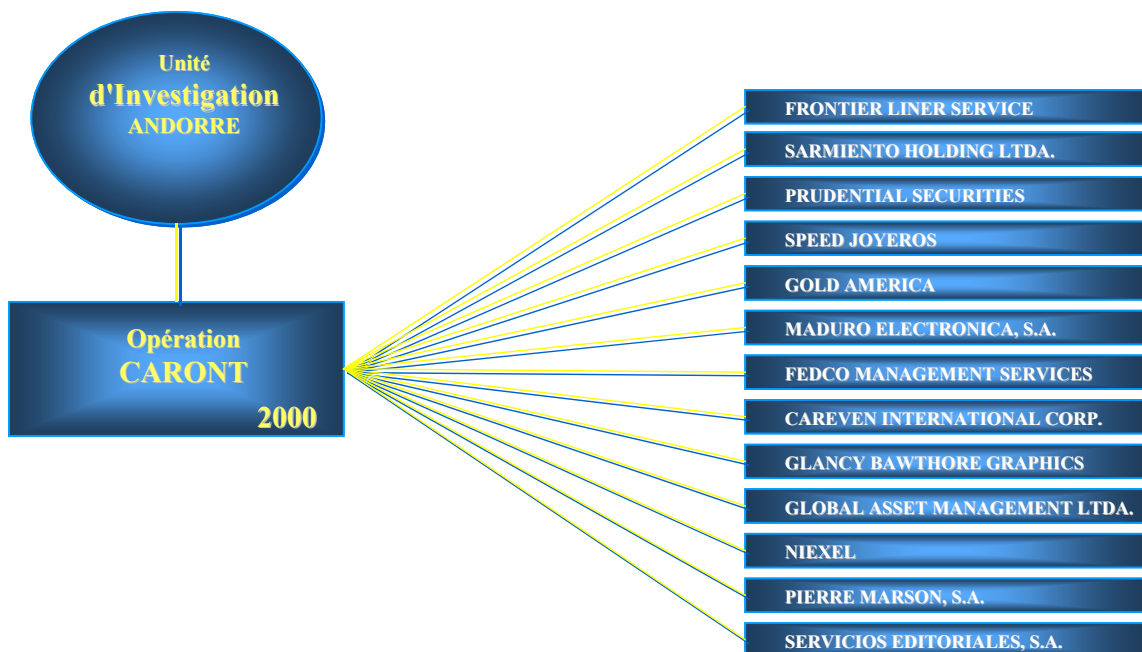 Unité
d'Investigation
ANDORRE
Opération
CARONT
2000
FRONTIER LINER SERVICE
SARMIENTO HOLDING LTDA.
PRUDENTIAL SECURITIES
SPEED JOYEROS
GOLD AMERICA
MADURO ELECTRONICA, S.A.
FEDCO MANAGEMENT SERVICES
CAREVEN INTERNATIONAL CORP.
GLANCY BAWTHORE GRAPHICS
GLOBAL ASSET MANAGEMENT LTDA.
NIEXEL
PIERRE MARSON, S.A.
SERVICIOS EDITORIALES, S.A.